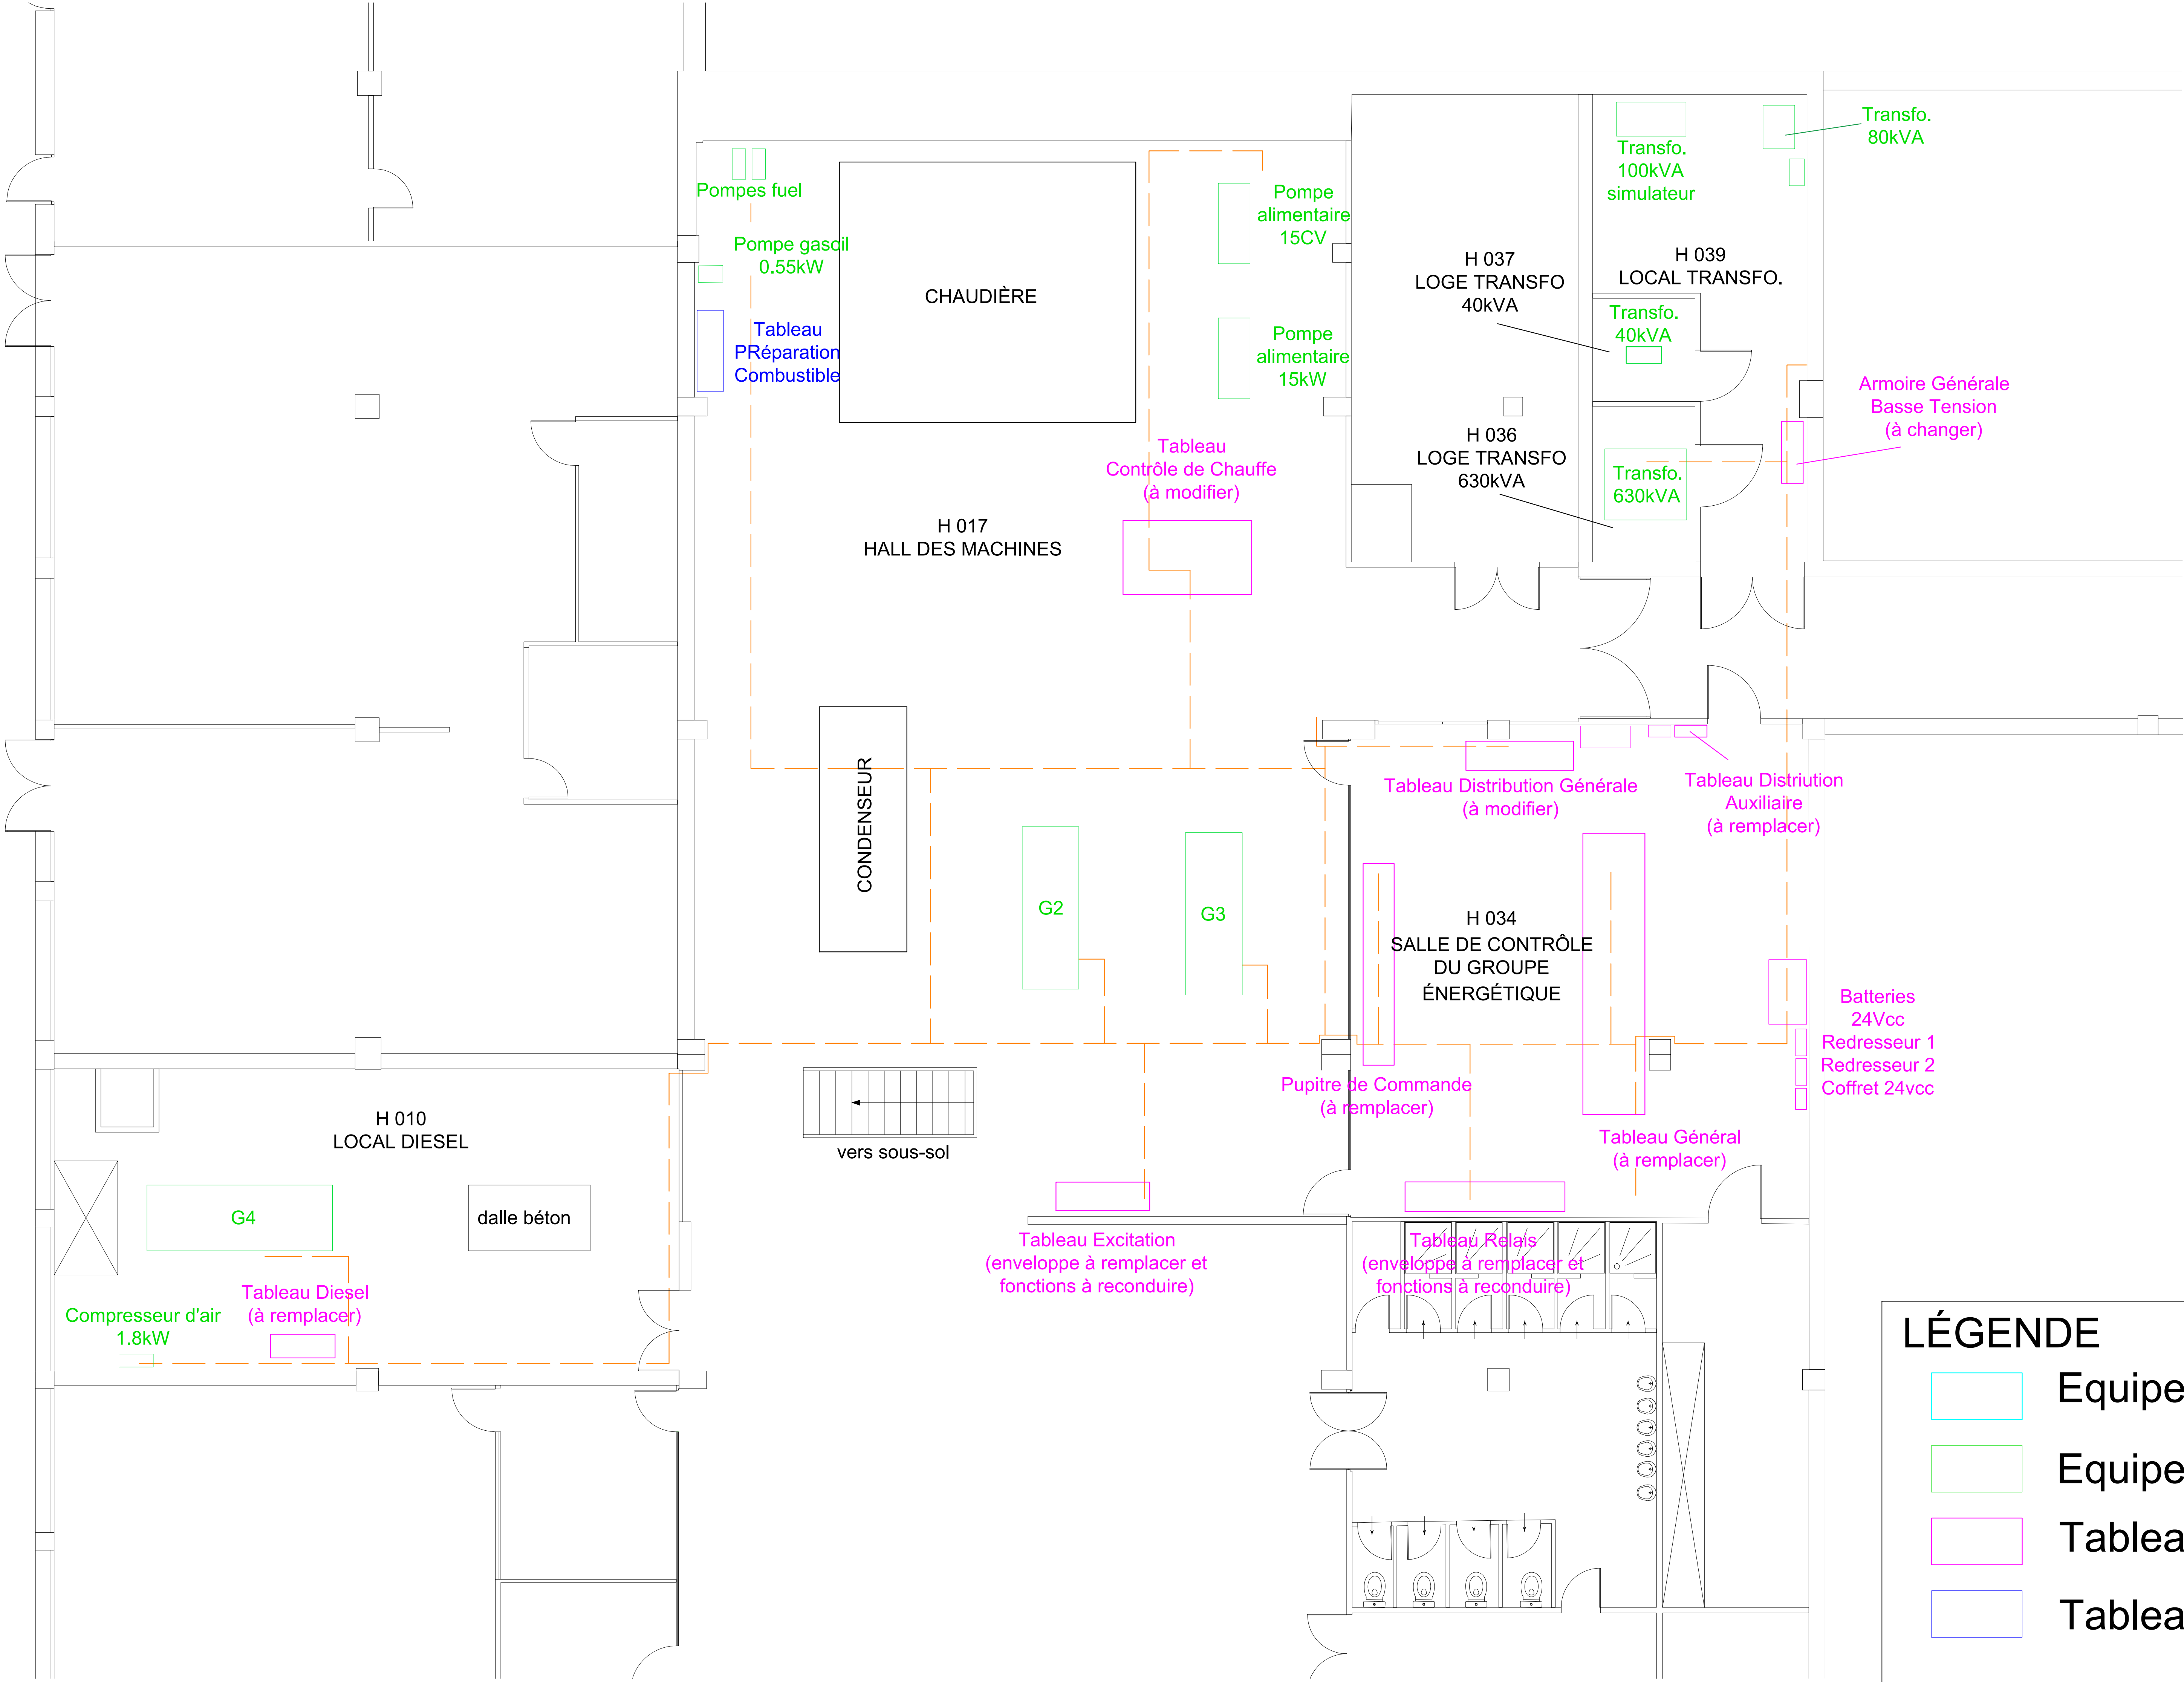 Transfo.
80kVA
Transfo.
100kVA
simulateur
Pompes fuel
Pompe gasoil
0.55kW
Pompe
alimentaire
15CV
CHAUDIÈRE
H 037
LOGE TRANSFO
40kVA
H 039
LOCAL TRANSFO.
Transfo.
40kVA
Tableau
PRéparation
Combustible
Pompe
alimentaire
15kW
Armoire Générale
Basse Tension
(à changer)
Tableau
Contrôle de Chauffe
(à modifier)
H 036
LOGE TRANSFO
630kVA
Transfo.
630kVA
H 017
HALL DES MACHINES
CONDENSEUR
Tableau Distribution Générale
(à modifier)
Tableau Distriution
Auxiliaire
(à remplacer)
G2
G3
H 034
SALLE DE CONTRÔLE
DU GROUPE
ÉNERGÉTIQUE
Batteries
24Vcc
Redresseur 1
Redresseur 2
Coffret 24vcc
Pupitre de Commande
(à remplacer)
H 010
LOCAL DIESEL
vers sous-sol
Tableau Général
(à remplacer)
G4
dalle béton
Tableau Excitation
(enveloppe à remplacer et
fonctions à reconduire)
Tableau Relais
(enveloppe à remplacer et
fonctions à reconduire)
Tableau Diesel
(à remplacer)
Compresseur d'air
1.8kW
LÉGENDE
Equipe
Equipe
Tablea
Tablea